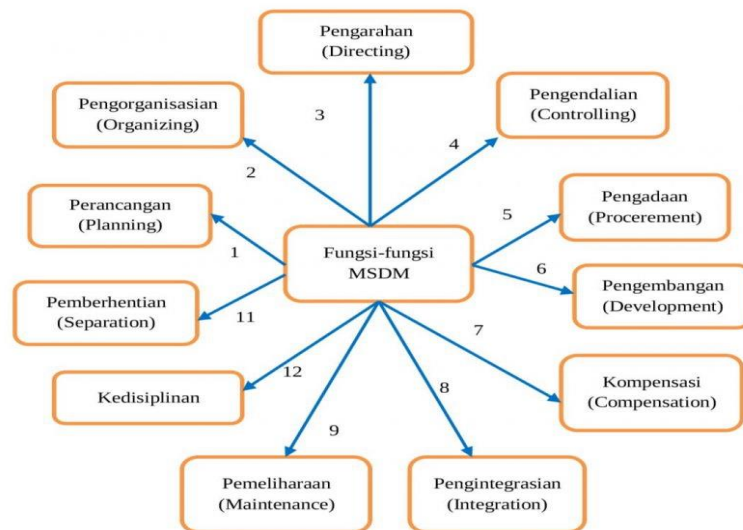 Pengarahan
(Directing)
Pengorganisasian
(Organizing)
3
Pengendalian
(Controlling)
4
2
Perancangan
(Planning)
Pengadaan
(Procerement)
5
1
Fungsi-fungsi
MSDM
6
Pemberhentian
(Separation)
11
Pengembangan
(Development)
7
Kedisiplinan
12
8
Kompensasi
(Compensation)
9
Pemeliharaan
(Maintenance)
Pengintegrasian
(Integration)